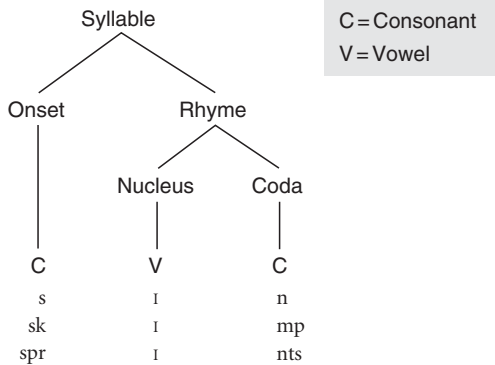 Syllable
C = Consonant
V = Vowel
Onset Rhyme
Nucleus Coda
C V C
s ɪ n
sk ɪ mp
spr ɪ nts